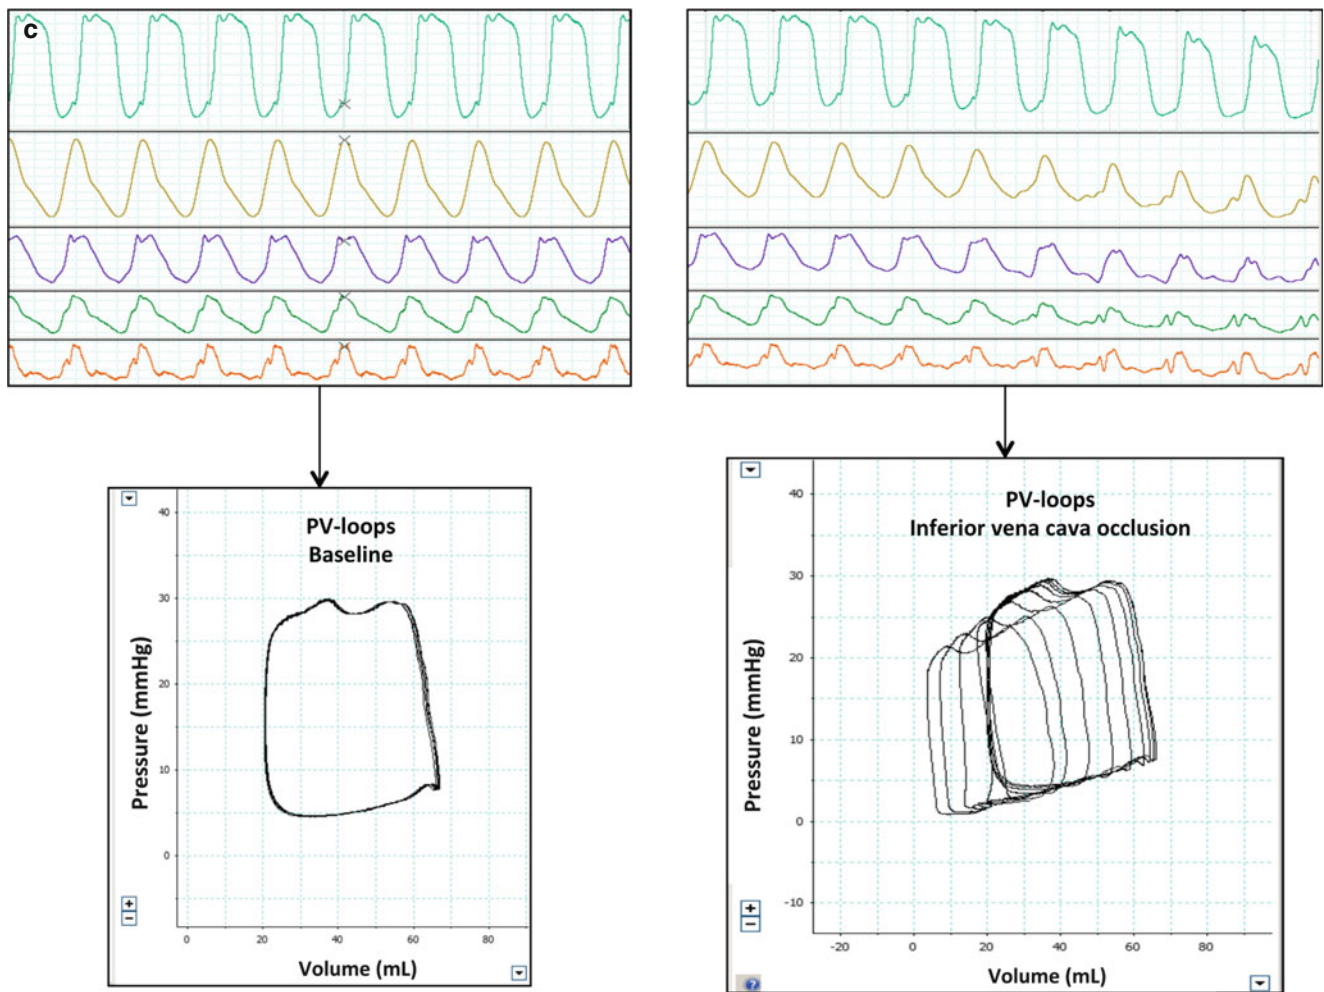 c
PV-loops
Baseline
40
30
20
10
0
Pressure (mmHg)
+
−
0 20 40 60 80
Volume (mL)
PV-loops
Inferior vena cava occlusion
40
30
20
10
0
-10
Pressure (mmHg)
+
−
?
-20 0 20 40 60 80
Volume (mL)